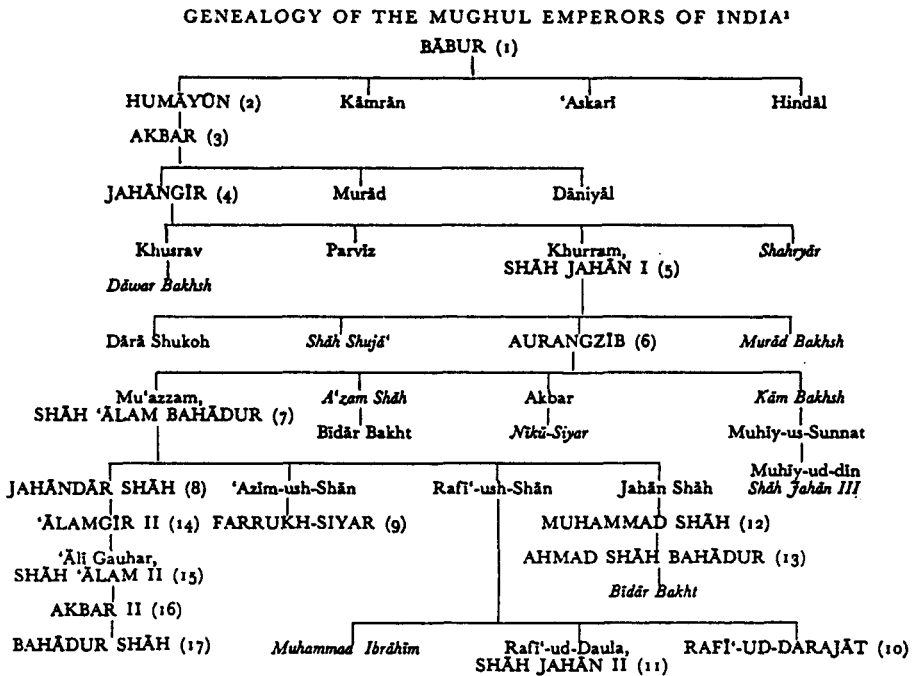 GENEALOGY OF THE MUGHUL EMPERORS OF INDIA¹
BĀBUR (1)
HUMĀYŪN (2) Kāmrān ‘Askarī Hindāl
AKBAR (3)
JAHĀNGĪR (4) Murād Dāniyāl
Khusrav Parvīz Khurram, Shahryār
SHĀH JAHĀN I (5)
Dāwar Bakhsh
Dārā Shukoh Shāh Shujā‘ AURANGZĪB (6) Murād Bakhsh
Mu‘azzam, A‘zam Shāh Akbar Kām Bakhsh
SHĀH ‘ĀLAM BAHĀDUR (7)
Bīdār Bakht Nīkū-Siyar Muhīy-us-Sunnat
Muhīy-ud-dīn
JAHĀNDĀR SHĀH (8) ‘Azīm-ush-Shān Rafī‘-ush-Shān Jahān Shāh Shāh Jahān III
‘ĀLAMGĪR II (14) FARRUKH-SIYAR (9) MUHAMMAD SHĀH (12)
‘Ālī Gauhar, AHMAD SHĀH BAHĀDUR (13)
SHĀH ‘ĀLAM II (15)
Bīdār Bakht
AKBAR II (16)
BAHĀDUR SHĀH (17) Muhammad Ibrāhīm Rafī‘-ud-Daula, RAFĪ‘-UD-DARAJĀT (10)
SHĀH JAHĀN II (11)